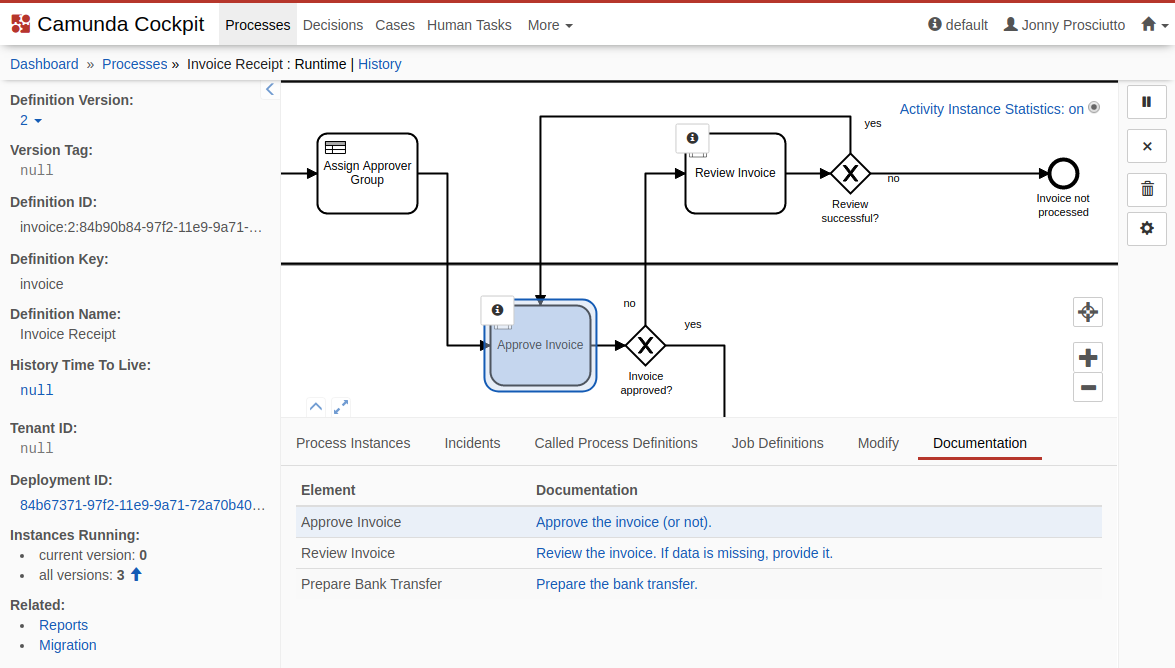 Camunda Cockpit
Processes
Decisions
Cases
Human Tasks
More
default
Jonny Prosciutto
Dashboard » Processes » Invoice Receipt : Runtime | History
Definition Version:
2
Version Tag:
null
Definition ID:
invoice:2:84b90b84-97f2-11e9-9a71-...
Definition Key:
invoice
Definition Name:
Invoice Receipt
History Time To Live:
null
Tenant ID:
null
Deployment ID:
84b67371-97f2-11e9-9a71-72a70b40...
Instances Running:
current version: 0
all versions: 3
Related:
Reports
Migration
Activity Instance Statistics: on
Assign Approver
Group
Review Invoice
yes
no
Review
successful?
Invoice not
processed
Approve Invoice
no
yes
Invoice
approved?
Process Instances
Incidents
Called Process Definitions
Job Definitions
Modify
Documentation
Element Documentation
Approve Invoice Approve the invoice (or not).
Review Invoice Review the invoice. If data is missing, provide it.
Prepare Bank Transfer Prepare the bank transfer.